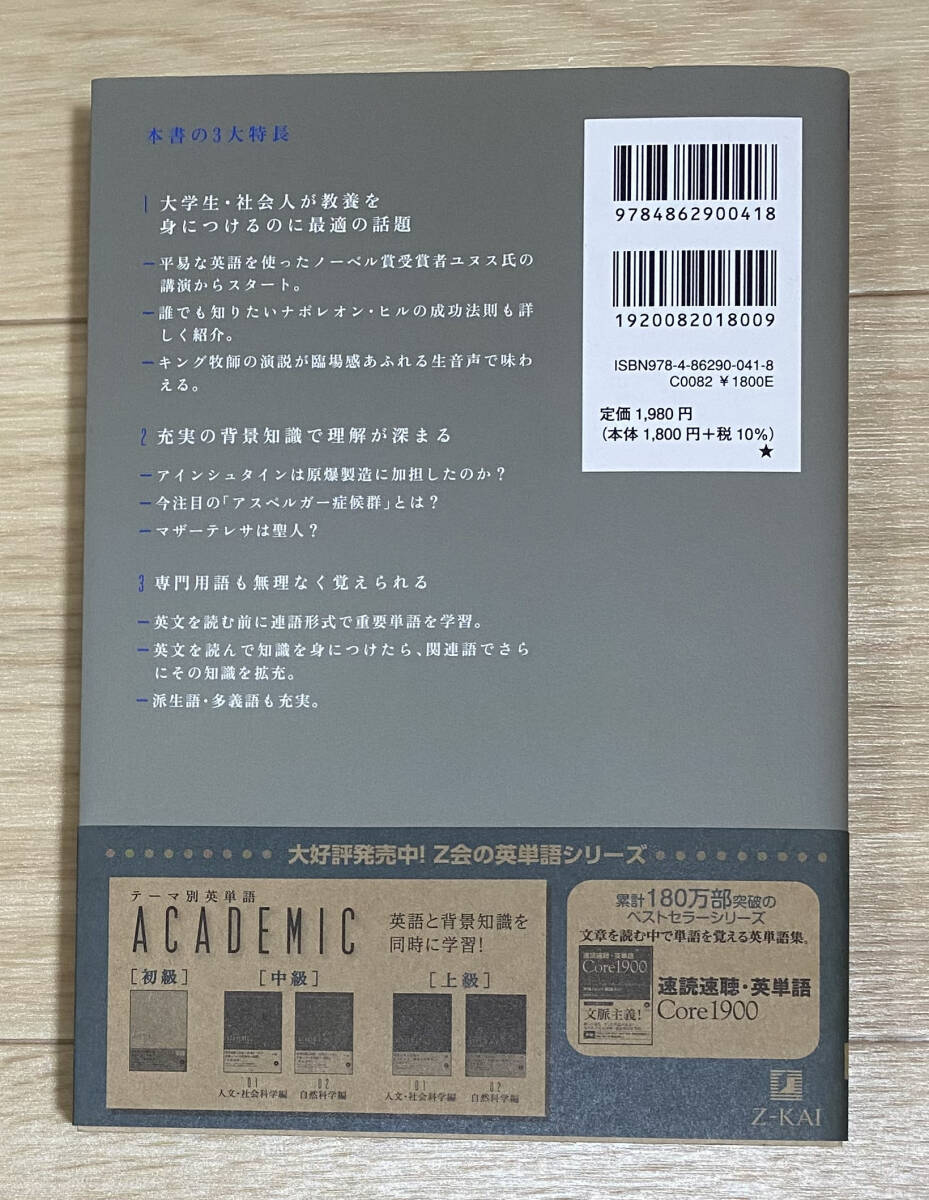 本書の3大特長
1 大学生・社会人が教養を
身につけるのに最適の話題
ー平易な英語を使ったノーベル賞受賞者ユヌス氏の
講演からスタート。
ー誰でも知りたいナポレオン・ヒルの成功法則も詳
しく紹介。
ーキング牧師の演説が臨場感あふれる生音声で味わ
える。
2 充実の背景知識で理解が深まる
ーアインシュタインは原爆製造に加担したのか?
ー今注目の「アスペルガー症候群」とは?
ーマザーテレサは聖人?
3 専門用語も無理なく覚えられる
ー英文を読む前に連語形式で重要単語を学習。
ー英文を読んで知識を身につけたら、関連語でさら
にその知識を拡充。
ー派生語・多義語も充実。
9784862900418
1920082018009
ISBN978-4-86290-041-8
C0082 ¥1800E
定価1,980円
(本体1,800円+税10%)
★
大好評発売中! Z会の英単語シリーズ
テーマ別英単語
ACADEMIC
英語と背景知識を
同時に学習!
[初級]
[中級]
[上級]
01
人文・社会科学編
02
自然科学編
01
人文・社会科学編
02
自然科学編
累計180万部突破の
ベストセラーシリーズ
文章を読む中で単語を覚える英単語集。
速読速聴・英単語
Core1900
文脈主義!
速読速聴・英単語
Core1900
Z-KAI